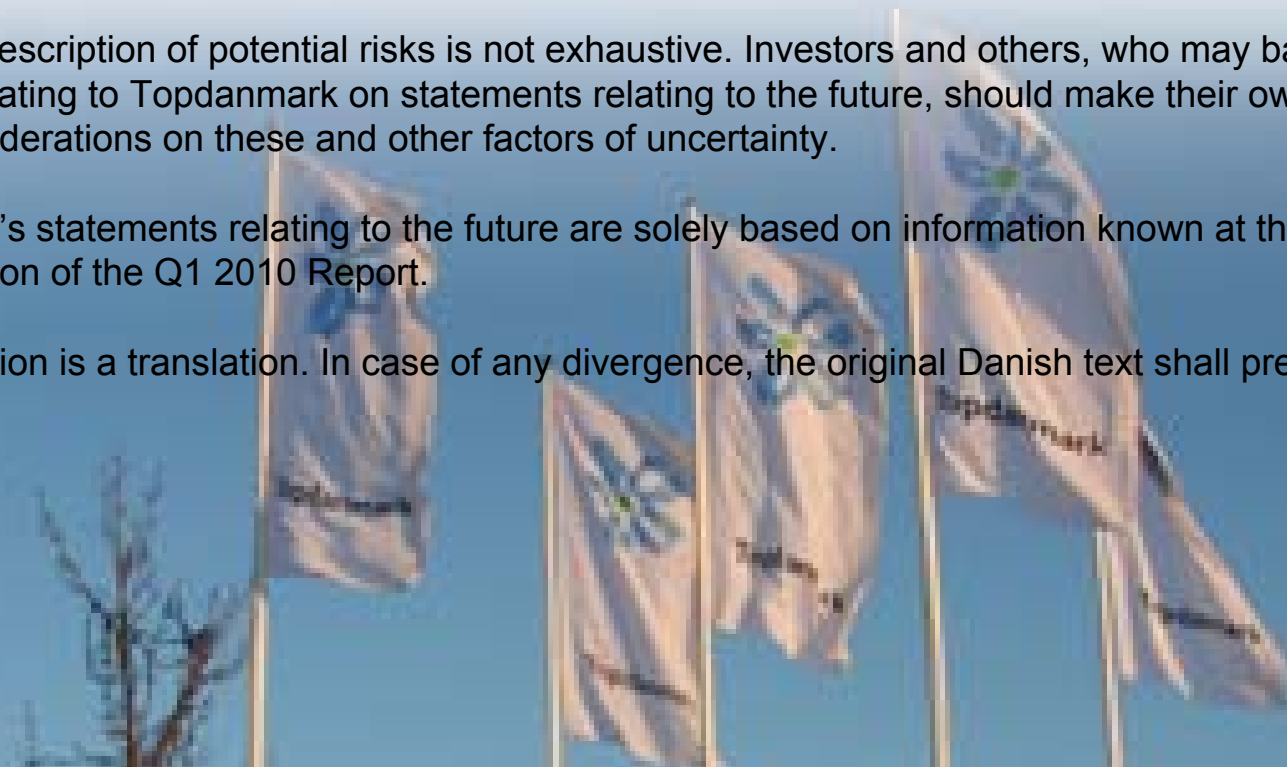 escription of potential risks is not exhaustive. Investors and others, who may ba
ating to Topdanmark on statements relating to the future, should make their ow
derations on these and other factors of uncertainty.
’s statements relating to the future are solely based on information known at th
on of the Q1 2010 Report.
ion is a translation. In case of any divergence, the original Danish text shall pre
Topdanmark
Topdanmark
Topdanmark